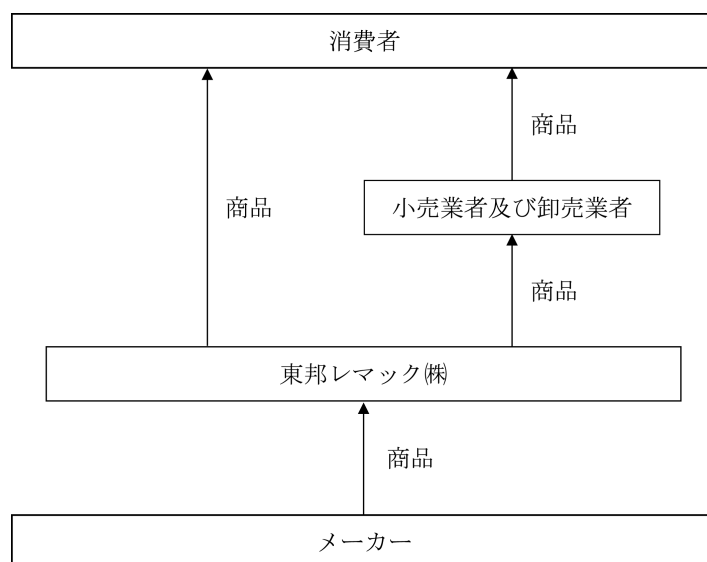 消費者
商品
商品
小売業者及び卸売業者
商品
東邦レマック㈱
商品
メーカー